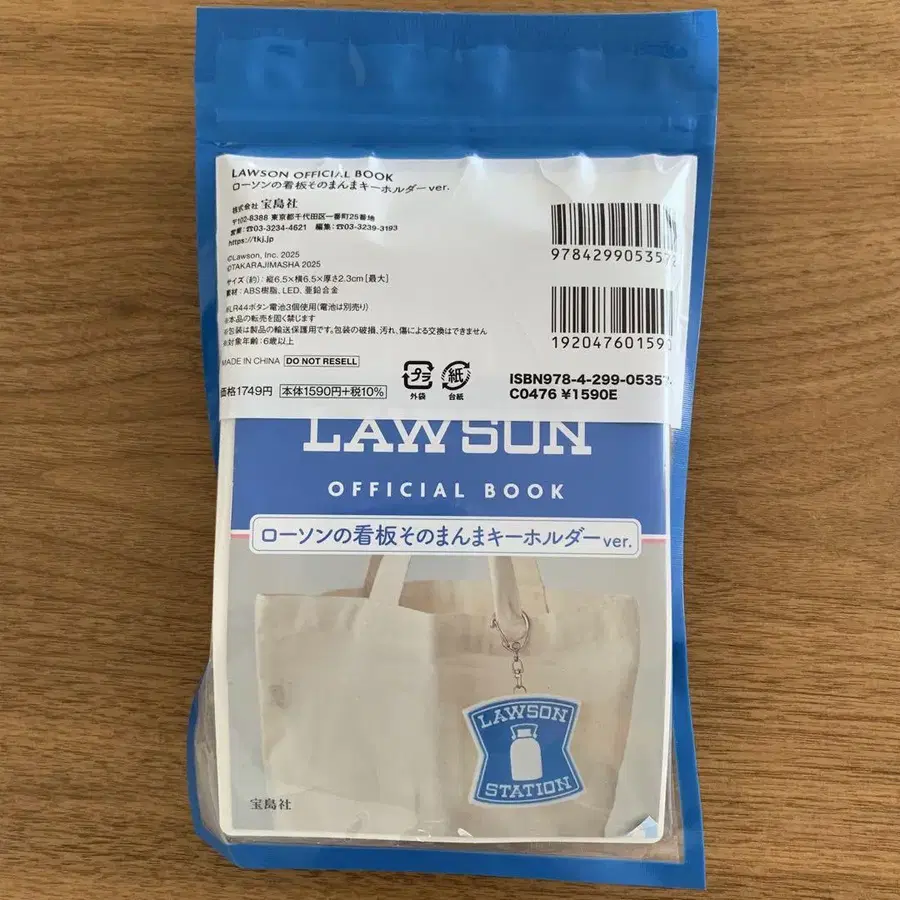 LAWSON OFFICIAL BOOK
ローソンの看板そのまんまキーホルダー ver.
株式会社 宝島社
〒102-8388 東京都千代田区一番町25番地
営業:☎03-3234-4621 編集:☎03-3239-3193
https://tkj.jp
©Lawson, Inc. 2025
©TAKARAJIMASHA 2025
サイズ(約):縦6.5×横6.5×厚さ2.3cm[最大]
素材:ABS樹脂、LED、亜鉛合金
※LR44ボタン電池3個使用(電池は別売り)
※本品の転売を固く禁じます
※包装は製品の輸送保護用です。包装の破損、汚れ、傷による交換はできません
※対象年齢:6歳以上
MADE IN CHINA DO NOT RESELL
価格1749円 本体1590円+税10%
プラ
外袋
紙
台紙
9784299053572
192047601590
ISBN978-4-299-05357-
C0476 ¥1590E
LAWSON
OFFICIAL BOOK
ローソンの看板そのまんまキーホルダー ver.
LAWSON
STATION
宝島社